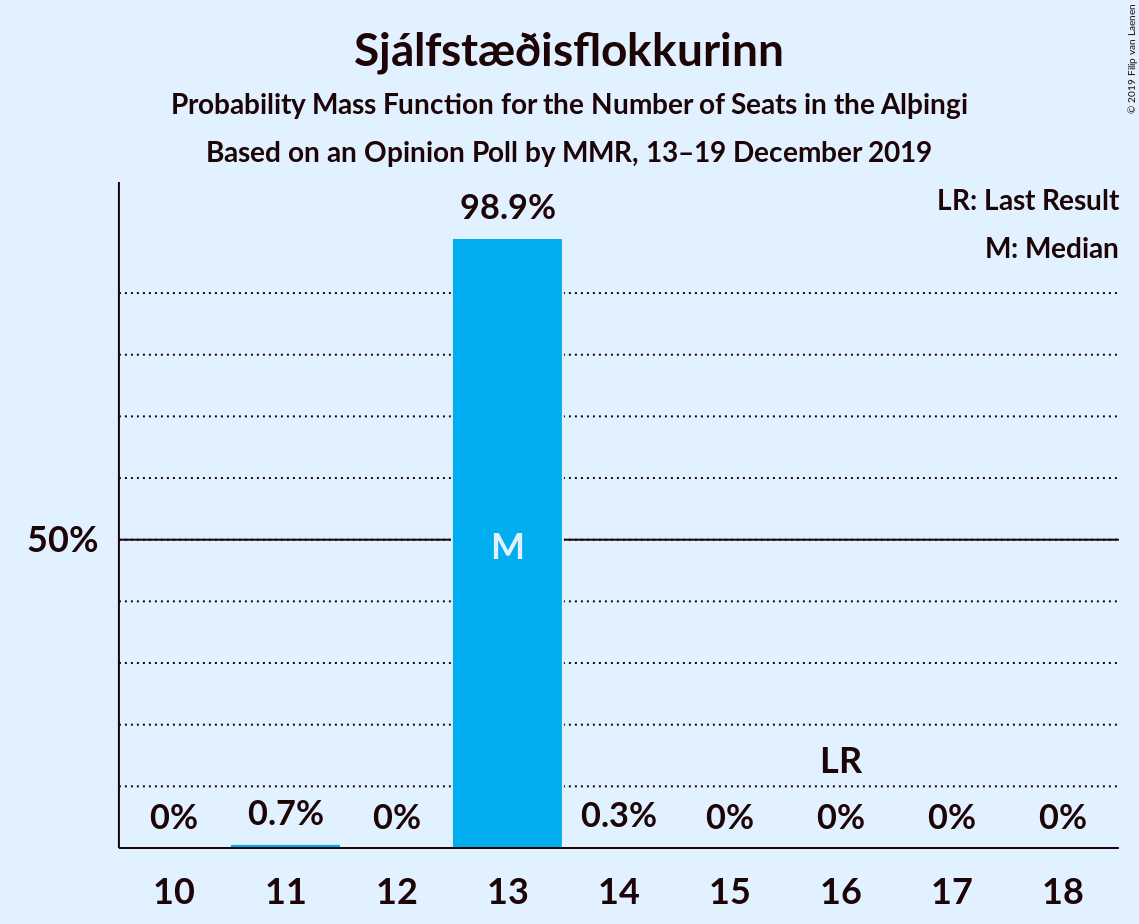 Sjálfstæðisflokkurinn
Probability Mass Function for the Number of Seats in the Alþingi
Based on an Opinion Poll by MMR, 13–19 December 2019
© 2019 Filip van Laenen
LR: Last Result
M: Median
98.9%
50%
M
LR
0% 0.7% 0% 0.3% 0% 0% 0% 0%
10 11 12 13 14 15 16 17 18